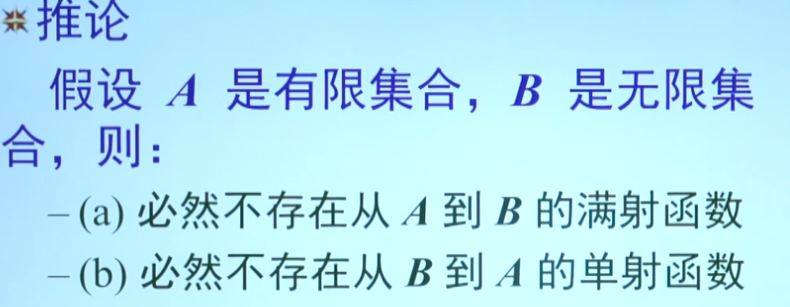 推论
假设 A 是有限集合，B 是无限集
合，则：
–(a) 必然不存在从 A 到 B 的满射函数
–(b) 必然不存在从 B 到 A 的单射函数